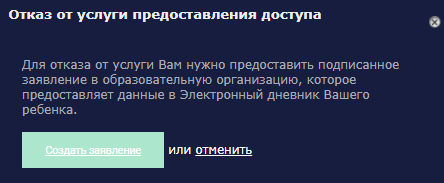 Отказ от услуги предоставления доступа
Для отказа от услуги Вам нужно предоставить подписанное
заявление в образовательную организацию, которое
предоставляет данные в Электронный дневник Вашего
ребенка.
Создать заявление или отменить